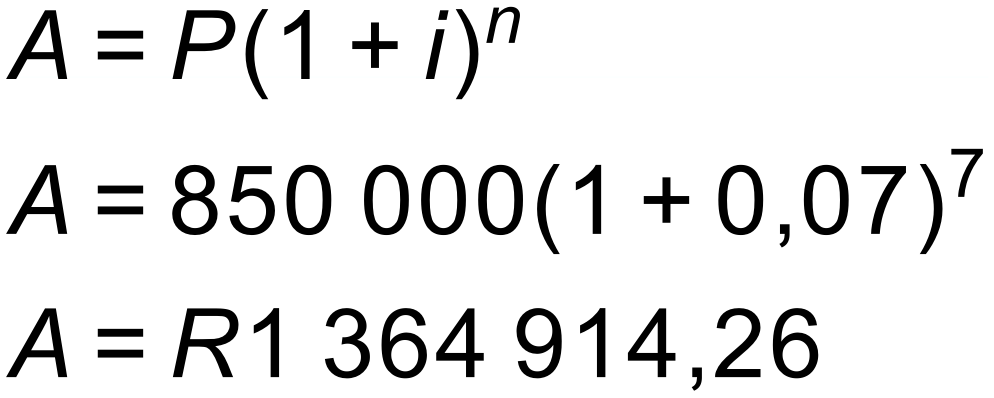 A = P(1 + i)ⁿ
A = 850 000(1 + 0,07)⁷
A = R1 364 914,26